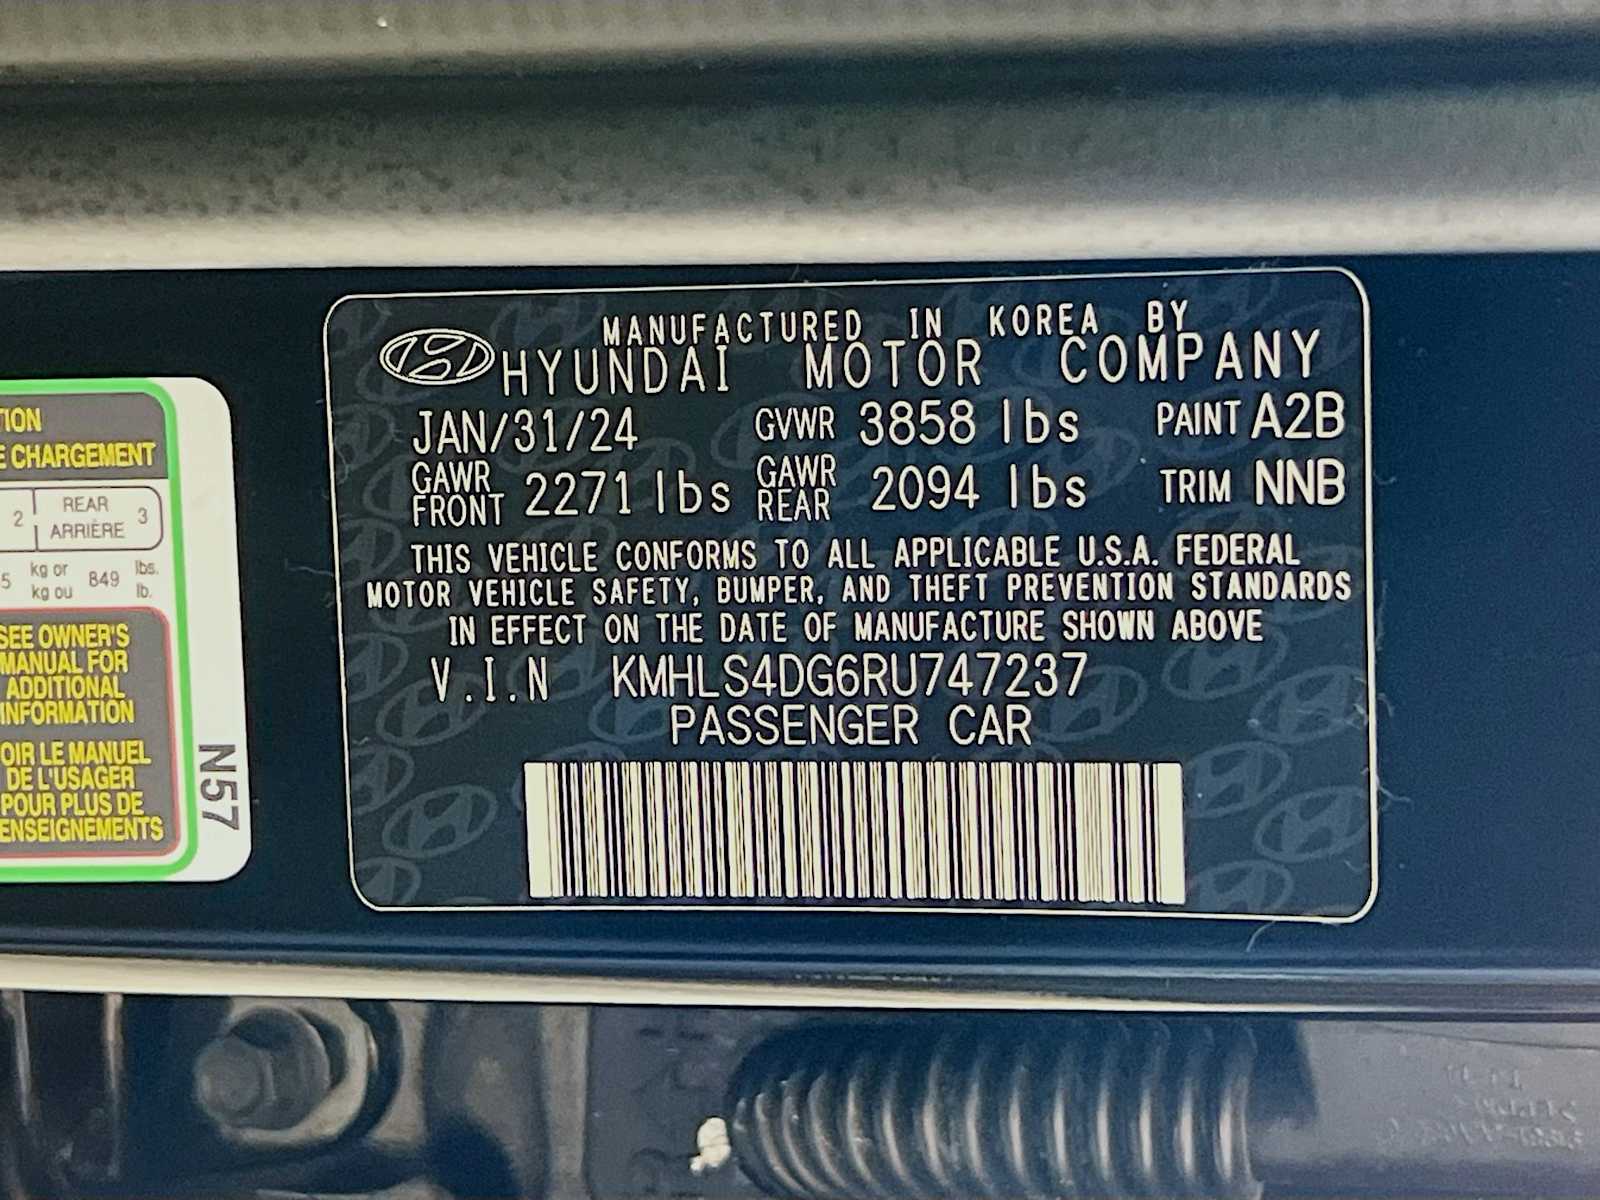 MANUFACTURED IN KOREA BY
HYUNDAI MOTOR COMPANY
JAN/31/24 GVWR 3858 lbs PAINT A2B
GAWR FRONT 2271 lbs GAWR REAR 2094 lbs TRIM NNB
THIS VEHICLE CONFORMS TO ALL APPLICABLE U.S.A. FEDERAL
MOTOR VEHICLE SAFETY, BUMPER, AND THEFT PREVENTION STANDARDS
IN EFFECT ON THE DATE OF MANUFACTURE SHOWN ABOVE
V.I.N KMHLS4DG6RU747237
PASSENGER CAR
CHARGEMENT
2 REAR ARRIÈRE 3
5 kg or kg ou 849 lbs. lb.
SEE OWNER'S
MANUAL FOR
ADDITIONAL
INFORMATION
LE MANUEL
DE L'USAGER
POUR PLUS DE
N57